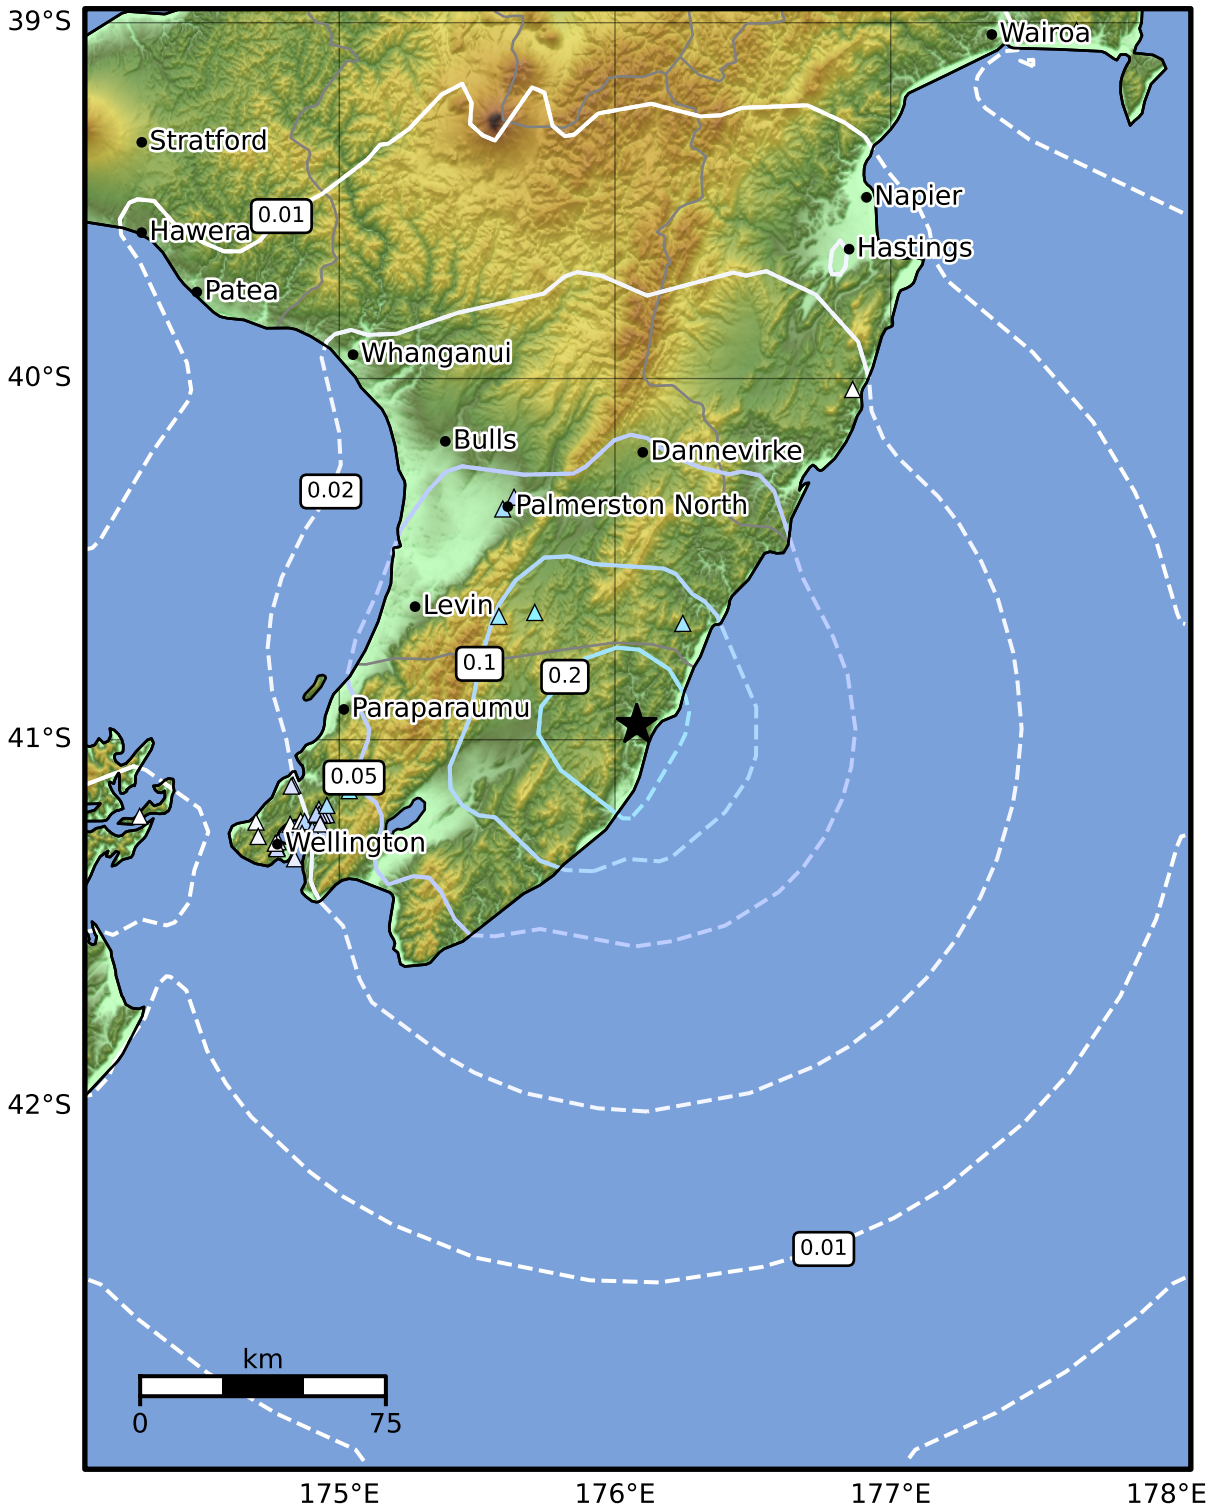 39°S
Wairoa
Stratford
Napier
0.01
Hawera
Hastings
Patea
Whanganui
40°S
Bulls
Dannevirke
0.02
Palmerston North
Levin
0.1
0.2
Paraparaumu
41°S
0.05
Wellington
42°S
0.01
km
0
75
175°E
176°E
177°E
178°E